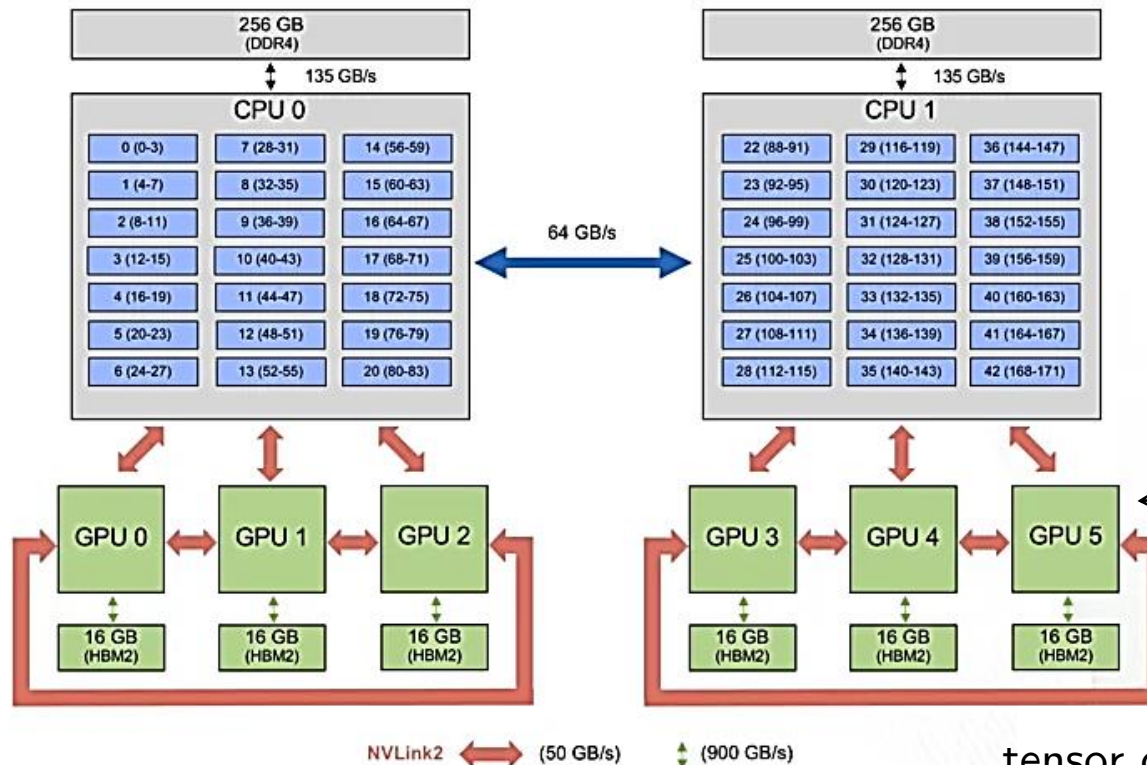 256 GB
(DDR4)
135 GB/s
CPU 0
0 (0-3) 7 (28-31) 14 (56-59)
1 (4-7) 8 (32-35) 15 (60-63)
2 (8-11) 9 (36-39) 16 (64-67)
3 (12-15) 10 (40-43) 17 (68-71)
4 (16-19) 11 (44-47) 18 (72-75)
5 (20-23) 12 (48-51) 19 (76-79)
6 (24-27) 13 (52-55) 20 (80-83)
64 GB/s
256 GB
(DDR4)
135 GB/s
CPU 1
22 (88-91) 29 (116-119) 36 (144-147)
23 (92-95) 30 (120-123) 37 (148-151)
24 (96-99) 31 (124-127) 38 (152-155)
25 (100-103) 32 (128-131) 39 (156-159)
26 (104-107) 33 (132-135) 40 (160-163)
27 (108-111) 34 (136-139) 41 (164-167)
28 (112-115) 35 (140-143) 42 (168-171)
GPU 0 GPU 1 GPU 2
16 GB 16 GB 16 GB
(HBM2) (HBM2) (HBM2)
GPU 3 GPU 4 GPU 5
16 GB 16 GB 16 GB
(HBM2) (HBM2) (HBM2)
NVLink2 (50 GB/s) (900 GB/s)
tensor